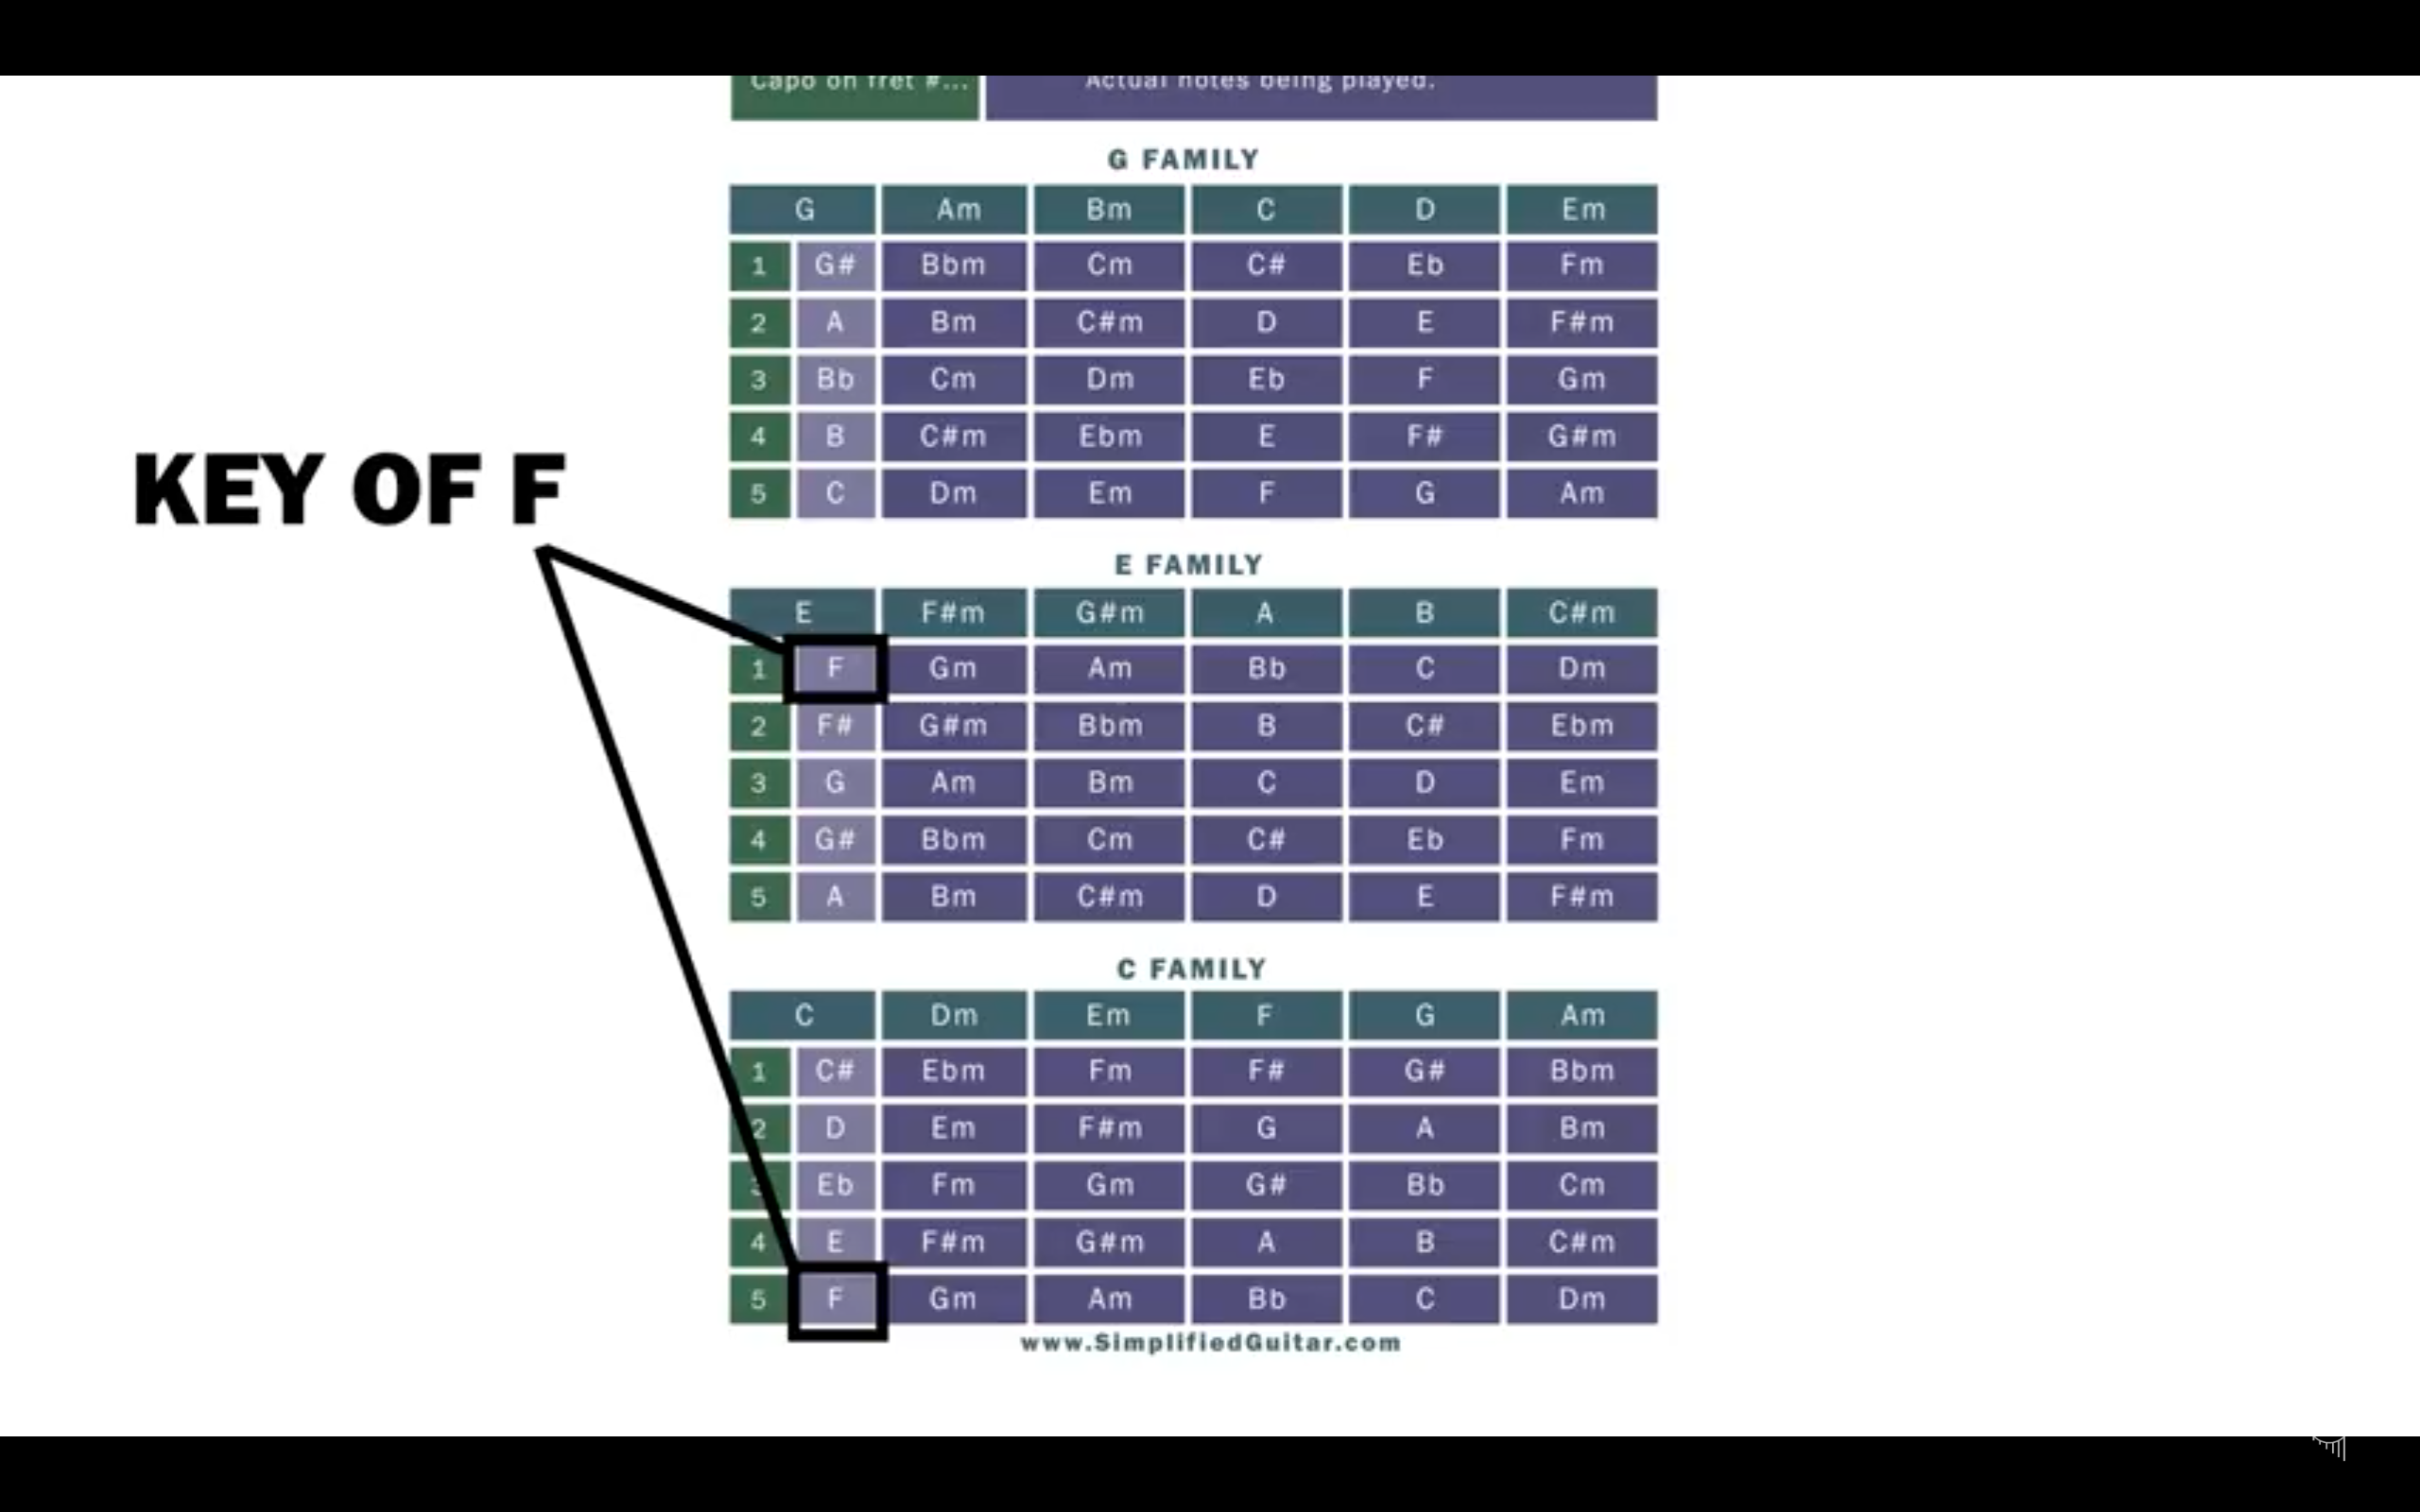 Capo on fret #... Actual notes being played.
G FAMILY
G Am Bm C D Em
1 G# Bbm Cm C# Eb Fm
2 A Bm C#m D E F#m
3 Bb Cm Dm Eb F Gm
4 B C#m Ebm E F# G#m
KEY OF F
5 C Dm Em F G Am
E FAMILY
E F#m G#m A B C#m
1 F Gm Am Bb C Dm
2 F# G#m Bbm B C# Ebm
3 G Am Bm C D Em
4 G# Bbm Cm C# Eb Fm
5 A Bm C#m D E F#m
C FAMILY
C Dm Em F G Am
1 C# Ebm Fm F# G# Bbm
2 D Em F#m G A Bm
3 Eb Fm Gm G# Bb Cm
4 E F#m G#m A B C#m
5 F Gm Am Bb C Dm
www.SimplifiedGuitar.com